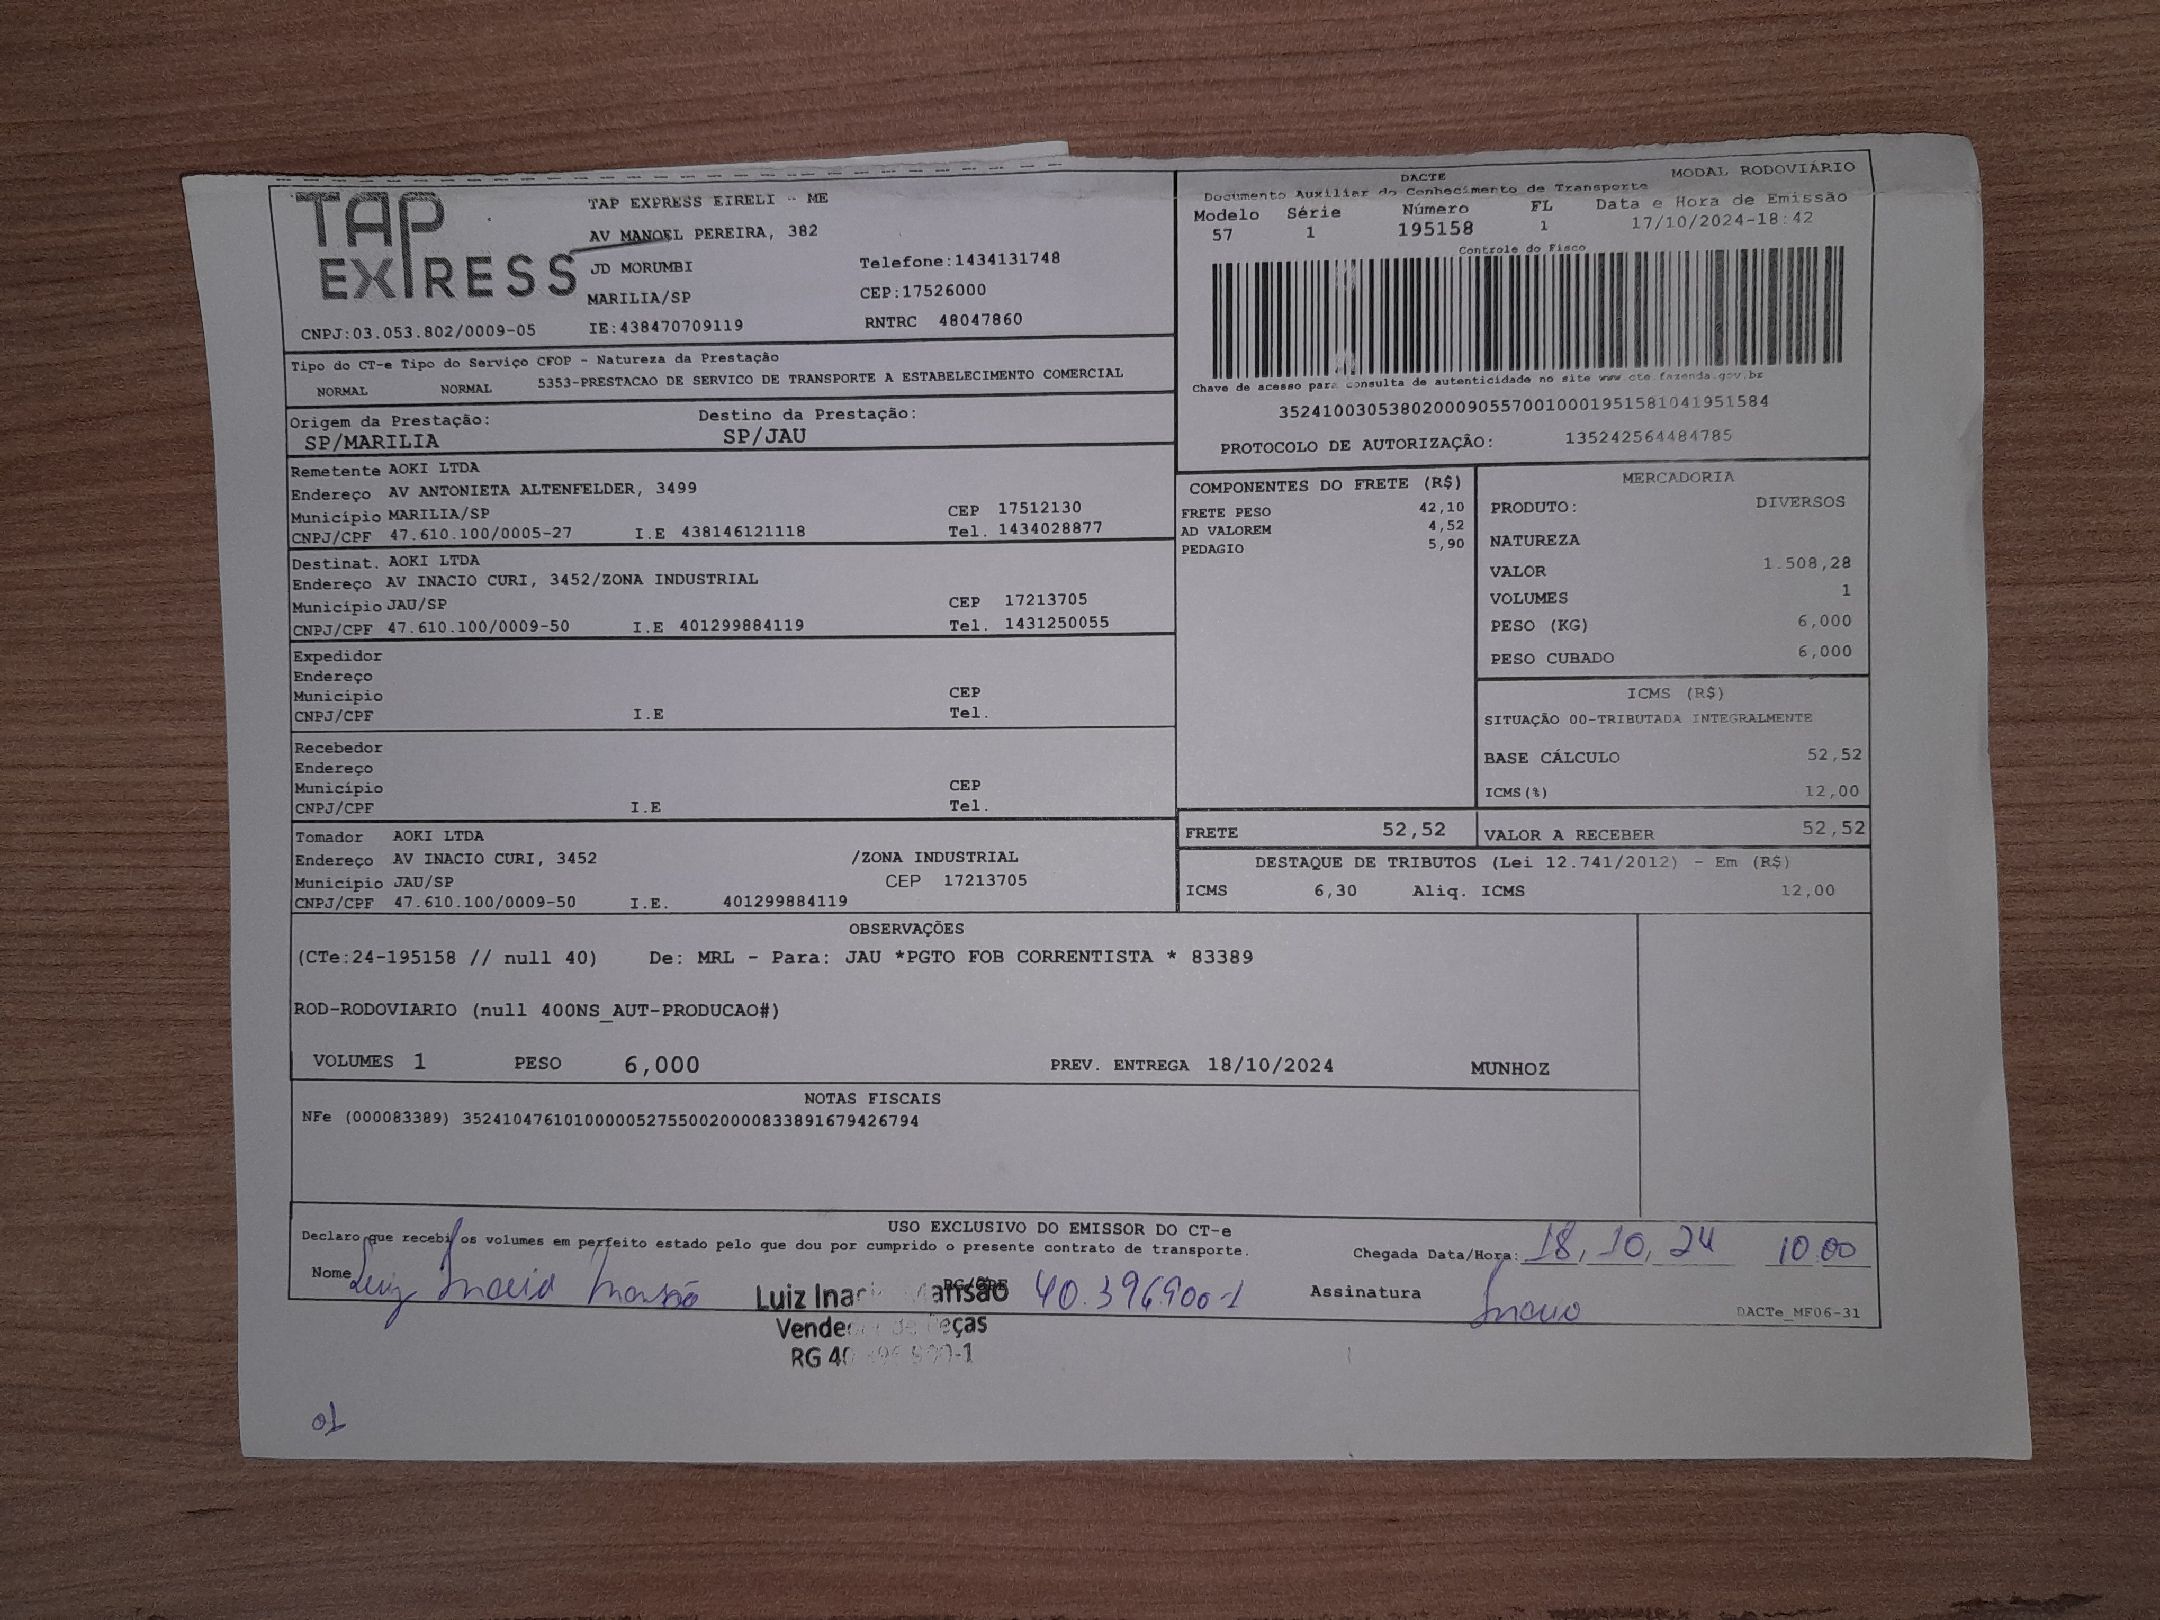 TAP EXPRESS
TAP EXPRESS EIRELI - ME
AV MANOEL PEREIRA, 382
JD MORUMBI Telefone:1434131748
MARILIA/SP CEP:17526000
CNPJ:03.053.802/0009-05 IE:438470709119 RNTRC 48047860
DACTE MODAL RODOVIÁRIO
Documento Auxiliar do Conhecimento de Transporte
Modelo Série Número FL Data e Hora de Emissão
57 1 195158 1 17/10/2024-18:42
Controle do Fisco
Chave de acesso para consulta de autenticidade no site www.cte.fazenda.gov.br
35241003053802000905570010001951581041951584
PROTOCOLO DE AUTORIZAÇÃO: 135242564484785
Tipo do CT-e Tipo do Serviço CFOP - Natureza da Prestação
NORMAL NORMAL 5353-PRESTACAO DE SERVICO DE TRANSPORTE A ESTABELECIMENTO COMERCIAL
Origem da Prestação: Destino da Prestação:
SP/MARILIA SP/JAU
Remetente AOKI LTDA
Endereço AV ANTONIETA ALTENFELDER, 3499
Município MARILIA/SP CEP 17512130
CNPJ/CPF 47.610.100/0005-27 I.E 438146121118 Tel. 1434028877
Destinat. AOKI LTDA
Endereço AV INACIO CURI, 3452/ZONA INDUSTRIAL
Município JAU/SP CEP 17213705
CNPJ/CPF 47.610.100/0009-50 I.E 401299884119 Tel. 1431250055
Expedidor
Endereço
Município CEP
CNPJ/CPF I.E Tel.
Recebedor
Endereço
Município CEP
CNPJ/CPF I.E Tel.
Tomador AOKI LTDA
Endereço AV INACIO CURI, 3452 /ZONA INDUSTRIAL
Município JAU/SP CEP 17213705
CNPJ/CPF 47.610.100/0009-50 I.E. 401299884119
COMPONENTES DO FRETE (R$)
FRETE PESO 42,10
AD VALOREM 4,52
PEDAGIO 5,90
MERCADORIA
PRODUTO: DIVERSOS
NATUREZA
VALOR 1.508,28
VOLUMES 1
PESO (KG) 6,000
PESO CUBADO 6,000
ICMS (R$)
SITUAÇÃO 00-TRIBUTADA INTEGRALMENTE
BASE CÁLCULO 52,52
ICMS(%) 12,00
FRETE 52,52 VALOR A RECEBER 52,52
DESTAQUE DE TRIBUTOS (Lei 12.741/2012) - Em (R$)
ICMS 6,30 Aliq. ICMS 12,00
OBSERVAÇÕES
(CTe:24-195158 // null 40) De: MRL - Para: JAU *PGTO FOB CORRENTISTA * 83389
ROD-RODOVIARIO (null 400NS_AUT-PRODUCAO#)
VOLUMES 1 PESO 6,000 PREV. ENTREGA 18/10/2024 MUNHOZ
NOTAS FISCAIS
NFe (000083389) 35241047610100000527550020000833891679426794
USO EXCLUSIVO DO EMISSOR DO CT-e
Declaro que recebi os volumes em perfeito estado pelo que dou por cumprido o presente contrato de transporte. Chegada Data/Hora: 18, 10, 24 10:00
Nome Luiz Inacio Mansão RG/CPF 40.396.900-1 Assinatura Inacio
DACTe_MF06-31
Luiz Inacio Mansão
Vendedor de Peças
RG 40.396.900-1
01